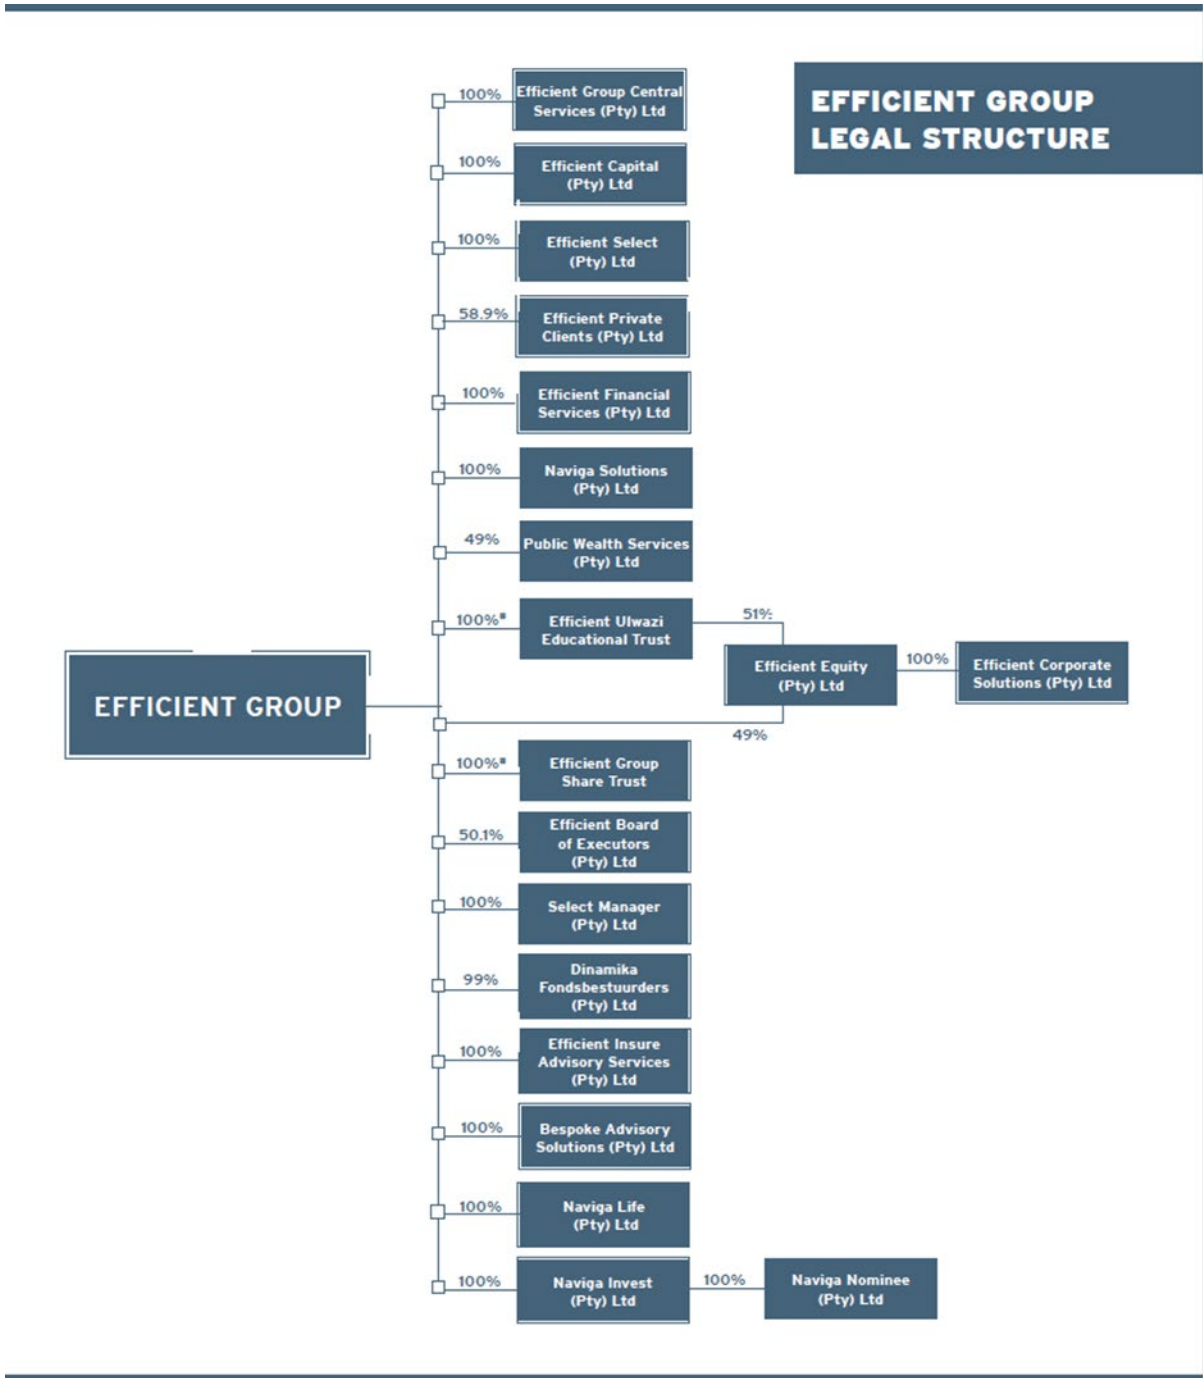 EFFICIENT GROUP
LEGAL STRUCTURE
100%
Efficient Group Central
Services (Pty) Ltd
100%
Efficient Capital
(Pty) Ltd
100%
Efficient Select
(Pty) Ltd
58.9%
Efficient Private
Clients (Pty) Ltd
100%
Efficient Financial
Services (Pty) Ltd
100%
Naviga Solutions
(Pty) Ltd
49%
Public Wealth Services
(Pty) Ltd
100%*
Efficient Ulwazi
Educational Trust
51%
Efficient Equity
(Pty) Ltd
100%
Efficient Corporate
Solutions (Pty) Ltd
EFFICIENT GROUP
49%
100%*
Efficient Group
Share Trust
50.1%
Efficient Board
of Executors
(Pty) Ltd
100%
Select Manager
(Pty) Ltd
99%
Dinamika
Fondsbestuurders
(Pty) Ltd
100%
Efficient Insure
Advisory Services
(Pty) Ltd
100%
Bespoke Advisory
Solutions (Pty) Ltd
100%
Naviga Life
(Pty) Ltd
100%
Naviga Invest
(Pty) Ltd
100%
Naviga Nominee
(Pty) Ltd